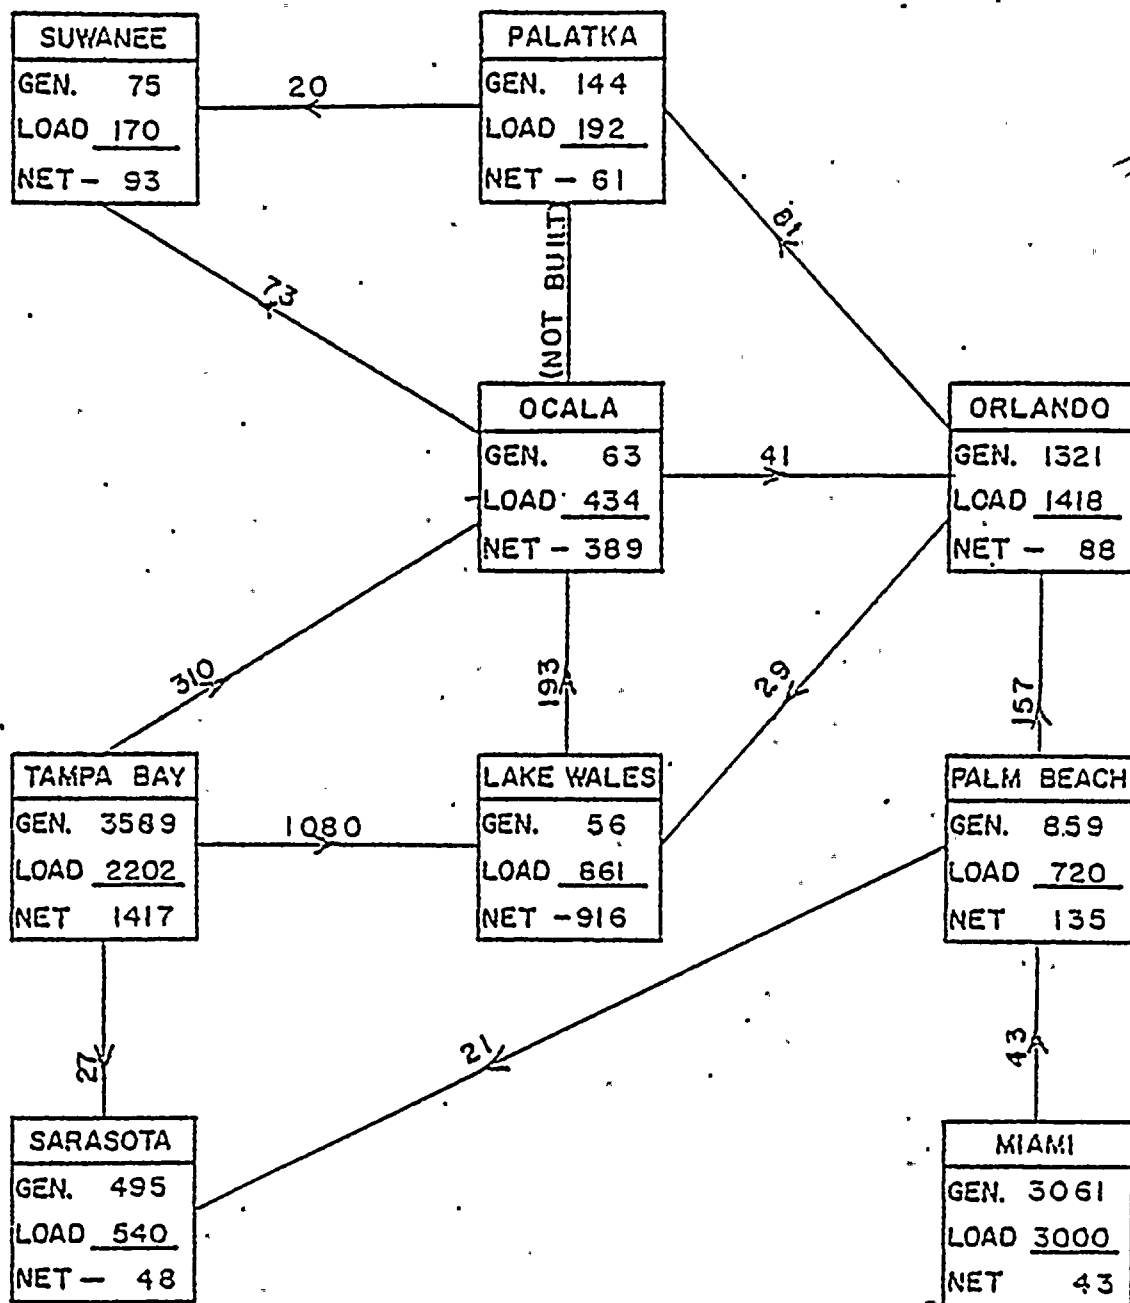 SUWANEE
GEN. 75
LOAD 170
NET - 93
20
PALATKA
GEN. 144
LOAD 192
NET - 61
73
(NOT BUILT)
81
OCALA
GEN. 63
LOAD 434
NET - 389
41
ORLANDO
GEN. 1321
LOAD 1418
NET - 88
310
193
29
157
TAMPA BAY
GEN. 3589
LOAD 2202
NET 1417
1080
LAKE WALES
GEN. 56
LOAD 861
NET -916
PALM BEACH
GEN. 859
LOAD 720
NET 135
27
21
43
SARASOTA
GEN. 495
LOAD 540
NET - 48
MIAMI
GEN. 3061
LOAD 3000
NET 43